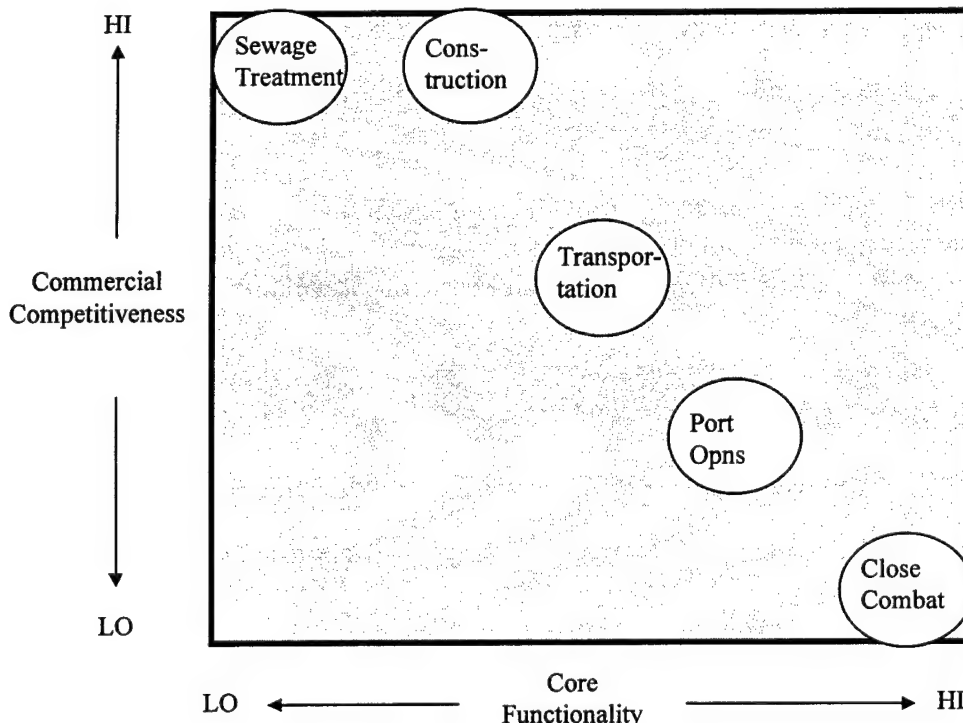 HI
Sewage
Treatment
Cons-
truction
Transpor-
tation
Commercial
Competitiveness
Port
Opns
Close
Combat
LO
LO
Core
Functionality
HI